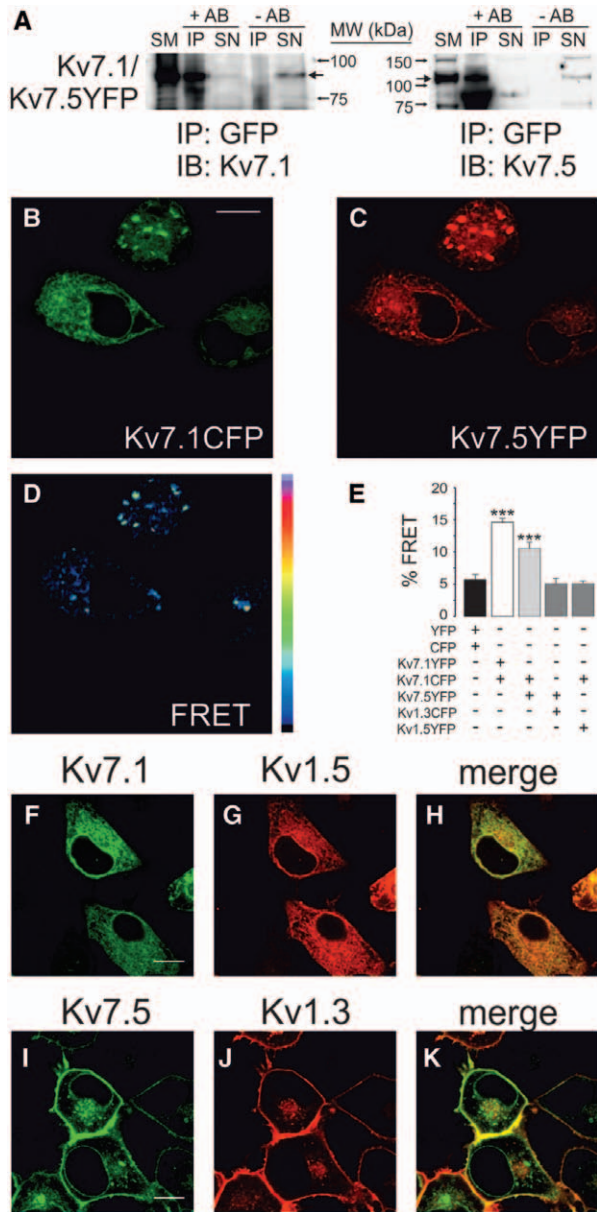 A
+ AB
- AB
SM IP SN IP SN
MW (kDa)
+ AB
- AB
SM IP SN IP SN
Kv7.1/
Kv7.5YFP
100
75
150
100
75
IP: GFP
IB: Kv7.1
IP: GFP
IB: Kv7.5
B
Kv7.1CFP
C
Kv7.5YFP
D
FRET
E
% FRET
20
15
10
5
0
***
***
YFP + - - - -
CFP + - - - -
Kv7.1YFP - + - - -
Kv7.1CFP - + + - +
Kv7.5YFP - - + + -
Kv1.3CFP - - - + -
Kv1.5YFP - - - - +
Kv7.1 Kv1.5 merge
F G H
Kv7.5 Kv1.3 merge
I J K